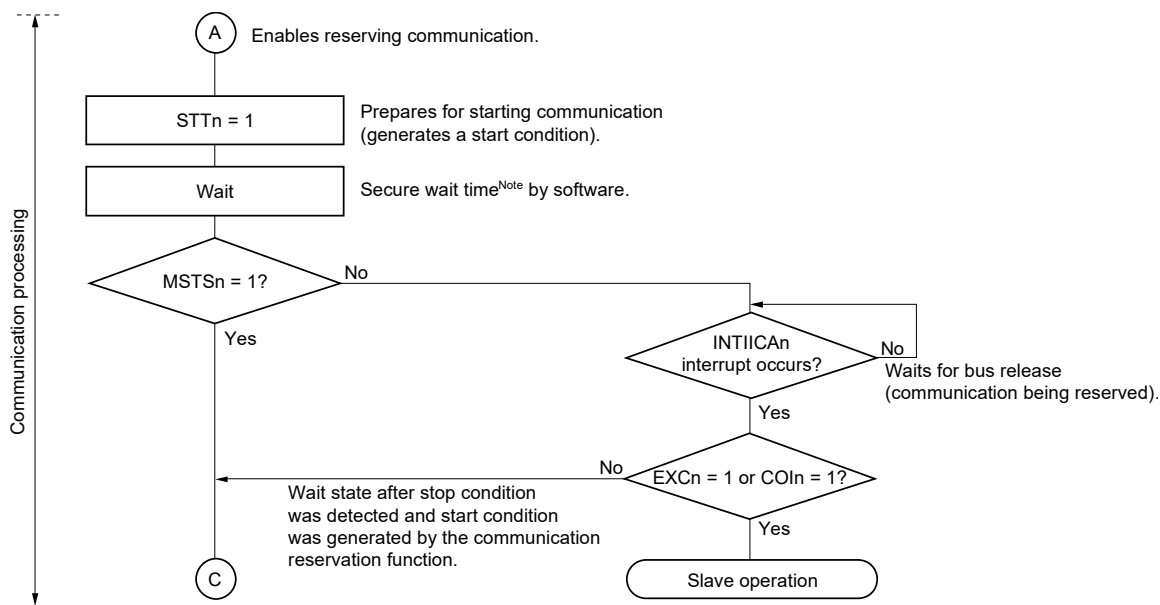 A
Enables reserving communication.
STTn = 1
Prepares for starting communication
(generates a start condition).
Wait
Secure wait timeNote by software.
MSTSn = 1?
No
Yes
INTIICAn
interrupt occurs?
No
Waits for bus release
(communication being reserved).
Yes
EXCn = 1 or COIn = 1?
No
Wait state after stop condition
was detected and start condition
was generated by the communication
reservation function.
Yes
C
Slave operation
Communication processing